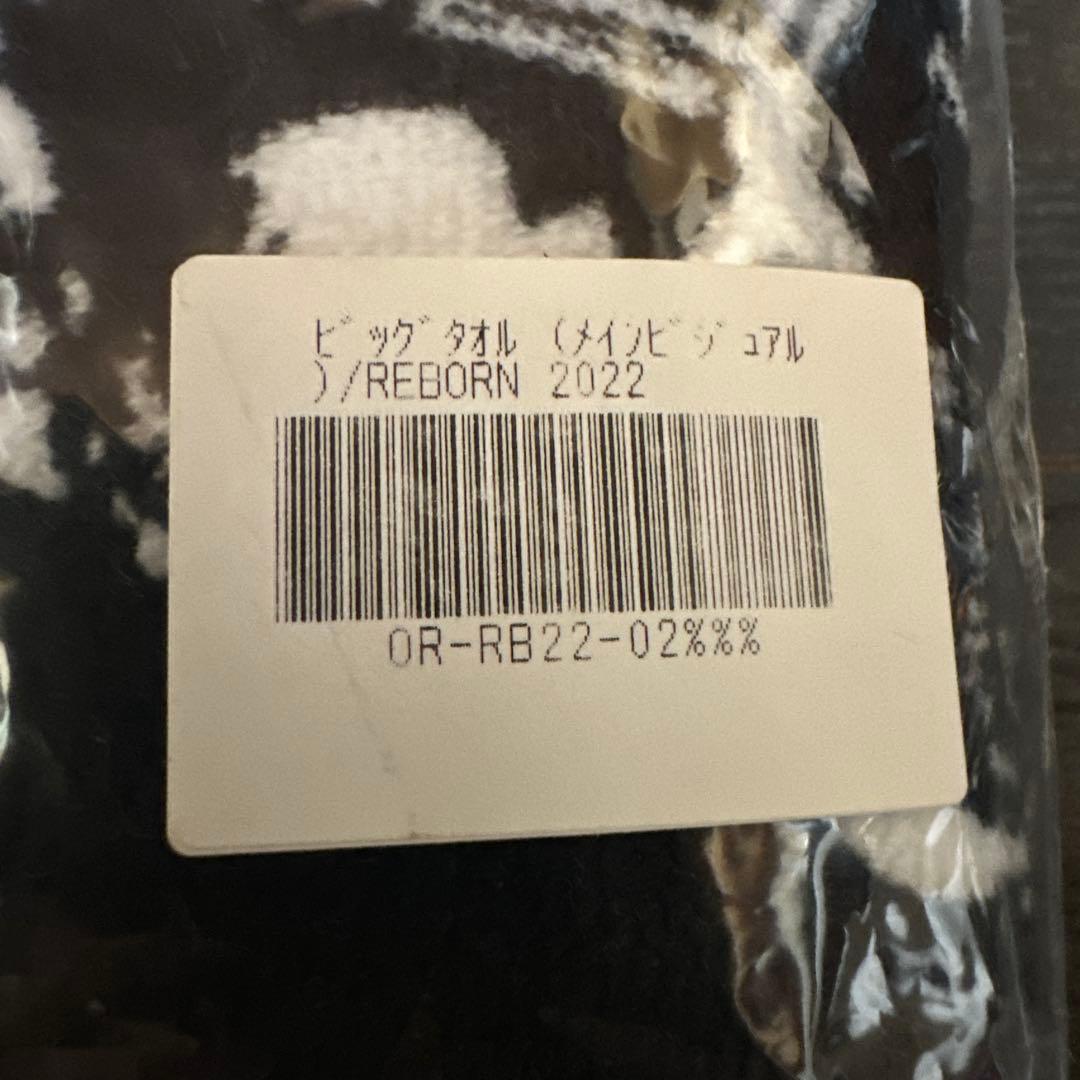 ﾋﾞｯｸﾞﾀｵﾙ (ﾒｲﾝﾋﾞｼﾞｭｱﾙ
)/REBORN 2022
OR-RB22-02%%%